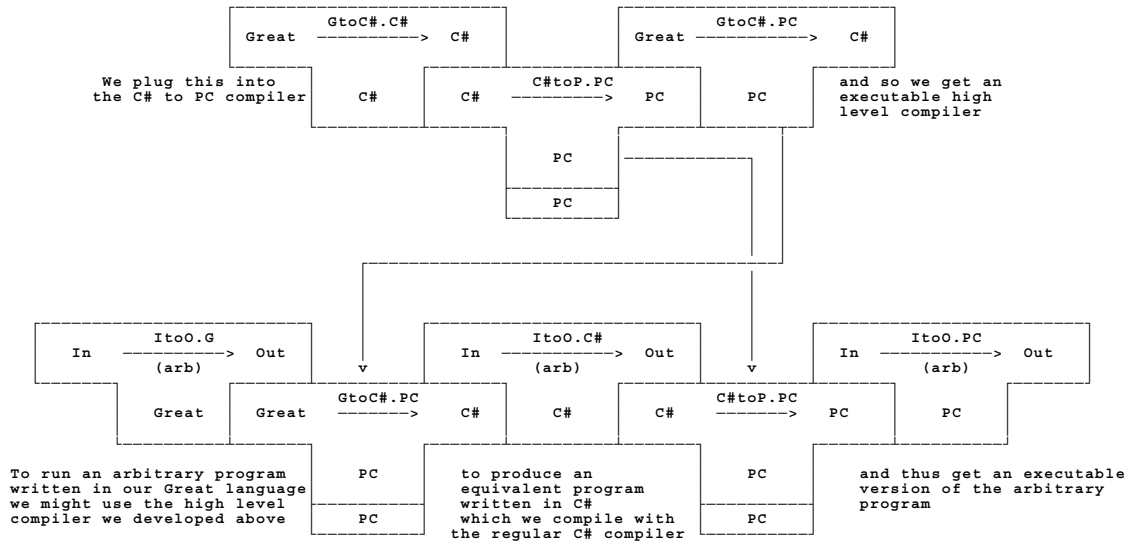 GtoC#.C# GtoC#.PC
Great ----------> C# Great -----------> C#
We plug this into C#toP.PC and so we get an
the C# to PC compiler C# C# ---------> PC PC executable high
level compiler
PC
PC
ItoO.G ItoO.C# ItoO.PC
In ----------> Out In ----------> Out In ----------> Out
(arb) v (arb) v (arb)
GtoC#.PC C#toP.PC
Great Great -------> C# C# C# -------> PC PC
To run an arbitrary program PC to produce an PC and thus get an executable
written in our Great language equivalent program version of the arbitrary
we might use the high level written in C# program
compiler we developed above PC which we compile with PC
the regular C# compiler